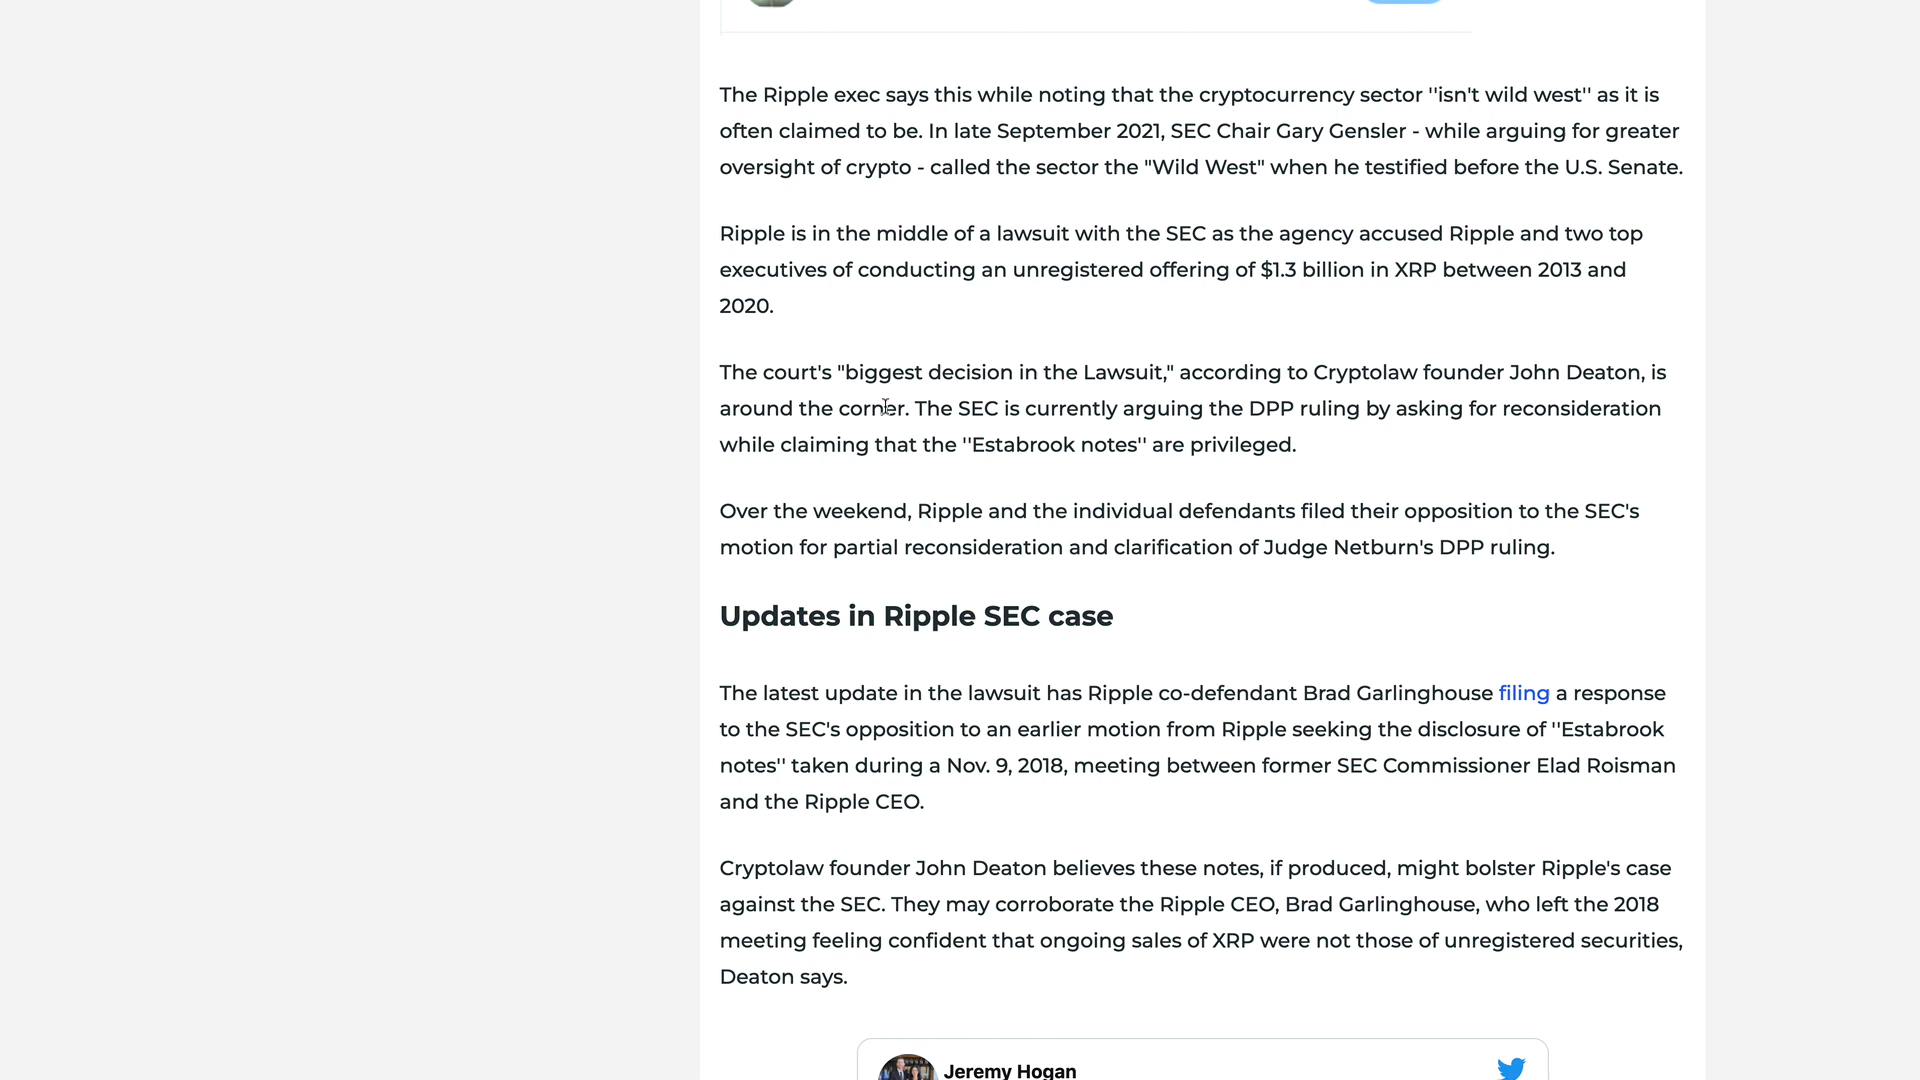 The Ripple exec says this while noting that the cryptocurrency sector ''isn't wild west'' as it is
often claimed to be. In late September 2021, SEC Chair Gary Gensler - while arguing for greater
oversight of crypto - called the sector the "Wild West" when he testified before the U.S. Senate.
Ripple is in the middle of a lawsuit with the SEC as the agency accused Ripple and two top
executives of conducting an unregistered offering of $1.3 billion in XRP between 2013 and
2020.
The court's "biggest decision in the Lawsuit," according to Cryptolaw founder John Deaton, is
around the corner. The SEC is currently arguing the DPP ruling by asking for reconsideration
while claiming that the ''Estabrook notes'' are privileged.
Over the weekend, Ripple and the individual defendants filed their opposition to the SEC's
motion for partial reconsideration and clarification of Judge Netburn's DPP ruling.
Updates in Ripple SEC case
The latest update in the lawsuit has Ripple co-defendant Brad Garlinghouse filing a response
to the SEC's opposition to an earlier motion from Ripple seeking the disclosure of ''Estabrook
notes'' taken during a Nov. 9, 2018, meeting between former SEC Commissioner Elad Roisman
and the Ripple CEO.
Cryptolaw founder John Deaton believes these notes, if produced, might bolster Ripple's case
against the SEC. They may corroborate the Ripple CEO, Brad Garlinghouse, who left the 2018
meeting feeling confident that ongoing sales of XRP were not those of unregistered securities,
Deaton says.
Jeremy Hogan